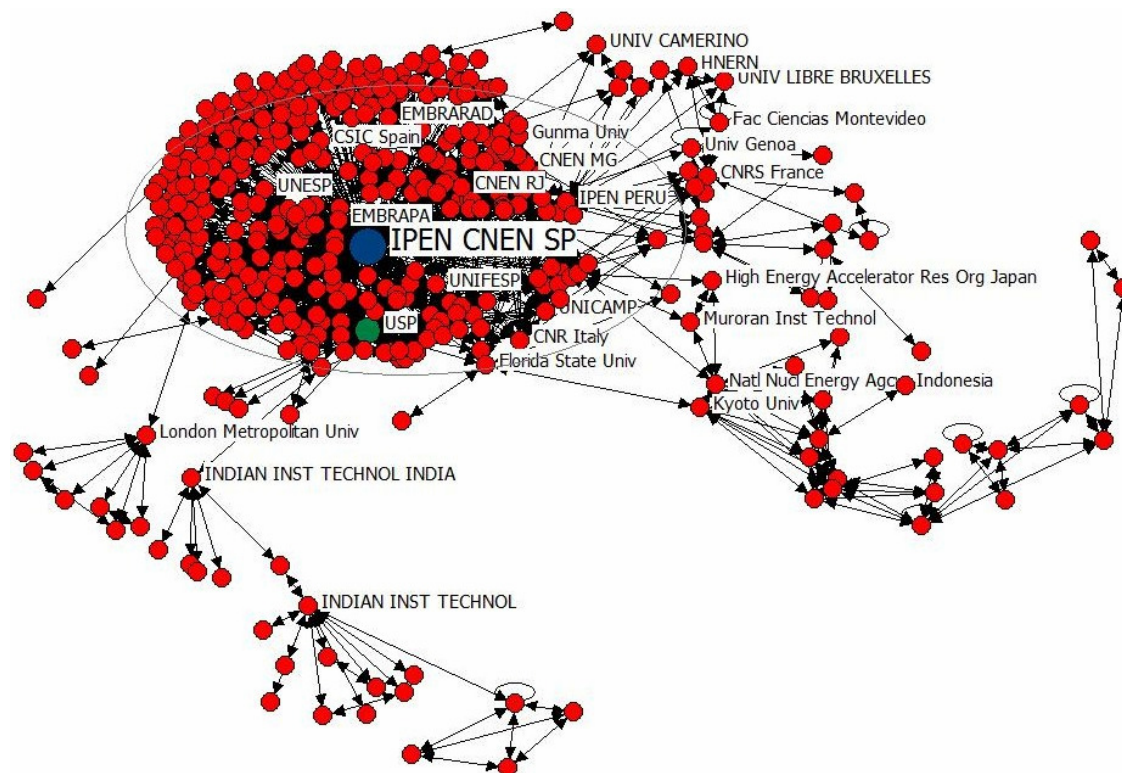 UNIV CAMERINO
HNERN
UNIV LIBRE BRUXELLES
EMBRARAD
Fac Ciencias Montevideo
Gunma Univ
CSIC Spain
Univ Genoa
CNEN MG
CNRS France
CNEN RJ
UNESP
IPEN PERU
EMBRAPA
IPEN CNEN SP
UNIFESP
High Energy Accelerator Res Org Japan
UNICAMP
USP
Muroran Inst Technol
CNR Italy
Florida State Univ
Natl Nucl Energy Agcy Indonesia
Kyoto Univ
London Metropolitan Univ
INDIAN INST TECHNOL INDIA
INDIAN INST TECHNOL